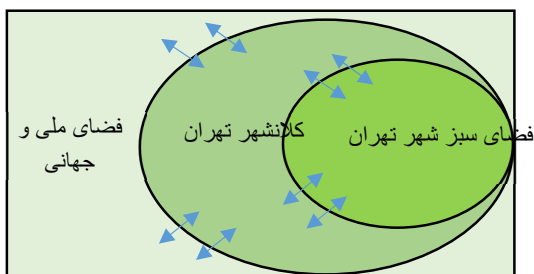 فضای سبز شهر تهران
کلانشهر تهران
فضای ملی و
جهانی